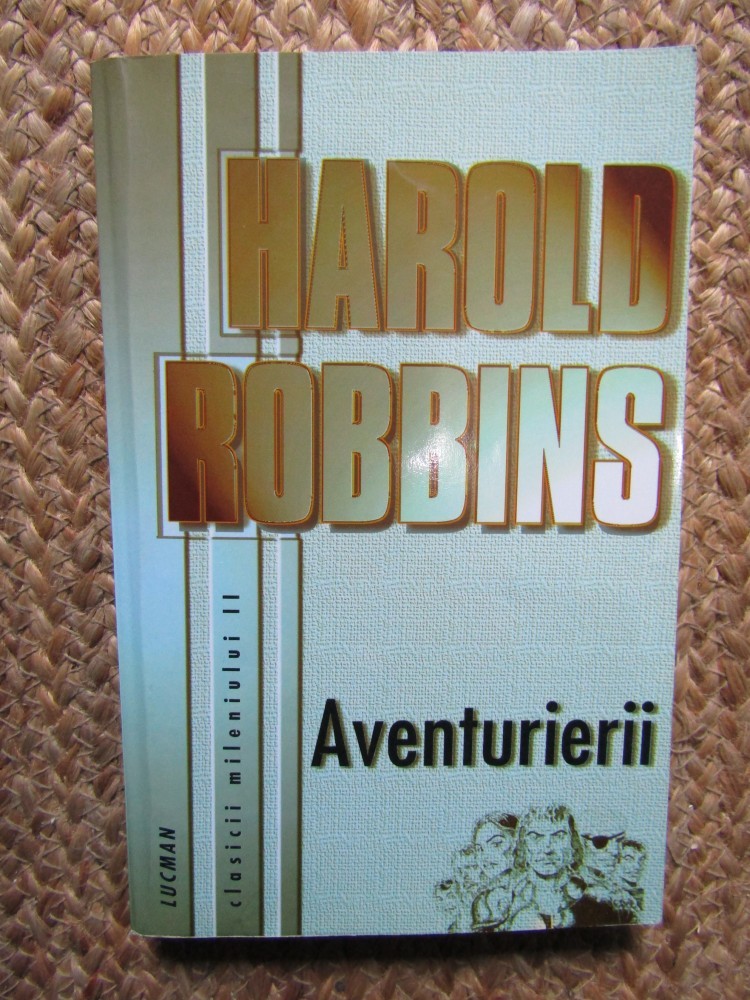 HAROLD
ROBBINS
Aventurierii
LUCMAN
clasicii mileniului II